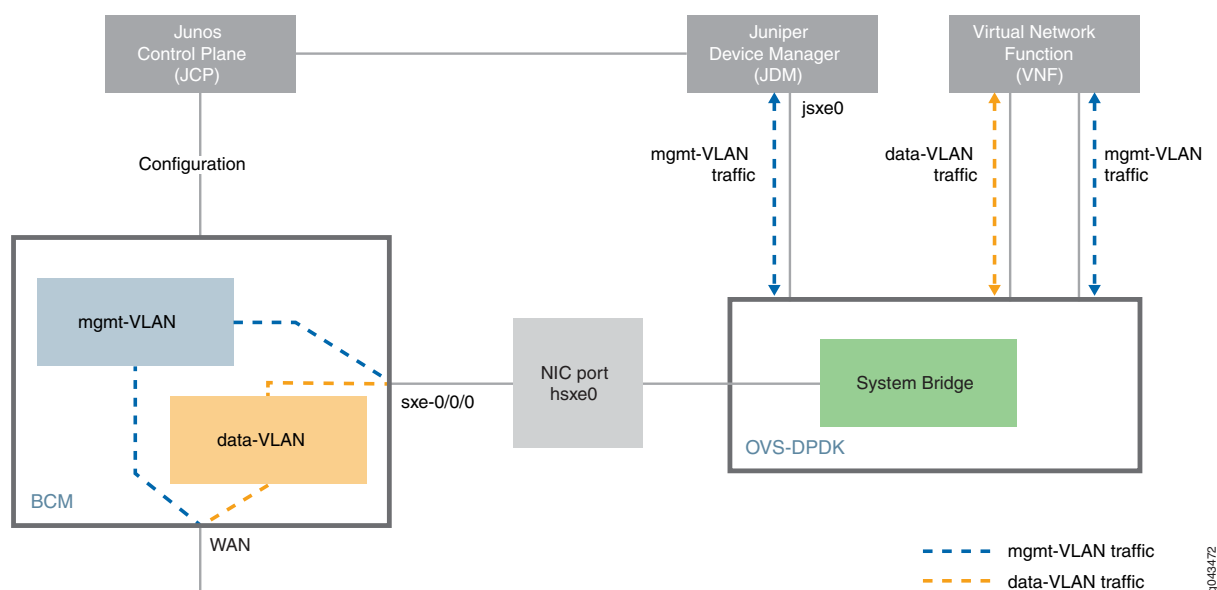 Junos
Control Plane
(JCP)
Juniper
Device Manager
(JDM)
Virtual Network
Function
(VNF)
jsxe0
mgmt-VLAN
traffic
data-VLAN
traffic
mgmt-VLAN
traffic
Configuration
mgmt-VLAN
data-VLAN
BCM
WAN
sxe-0/0/0
NIC port
hsxe0
System Bridge
OVS-DPDK
mgmt-VLAN traffic
data-VLAN traffic
g043472